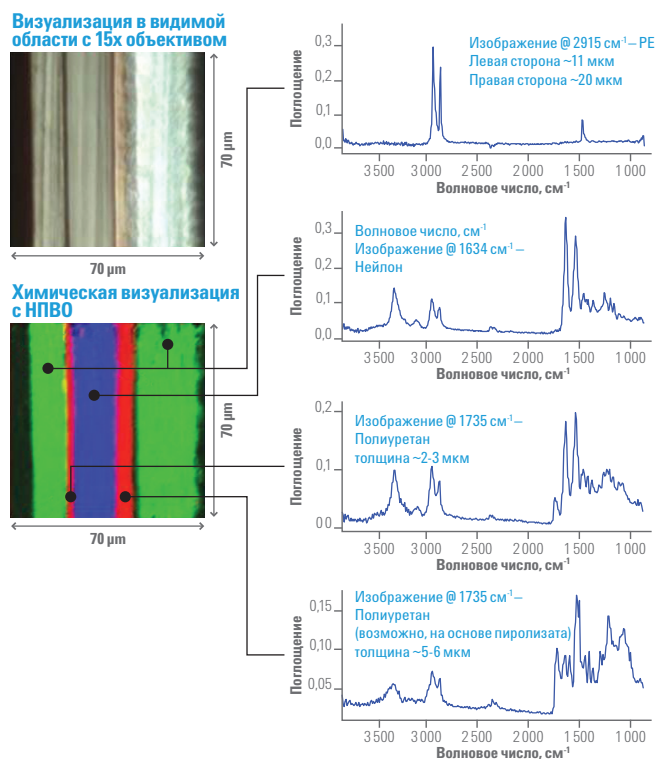 Визуализация в видимой
области с 15x объективом
70 µm
70 µm
Химическая визуализация
с НПВО
70 µm
70 µm
Поглощение
0,3
0,2
0,1
0,0
Изображение @ 2915 см-1 – PE
Левая сторона ~11 мкм
Правая сторона ~20 мкм
3 500 3 000 2 500 2 000 1 500 1 000
Волновое число, см-1
Поглощение
0,3
0,2
0,1
0,0
Волновое число, см-1
Изображение @ 1634 см-1 –
Нейлон
3 500 3 000 2 500 2 000 1 500 1 000
Волновое число, см-1
Поглощение
0,2
0,1
0.0
Изображение @ 1735 см-1 –
Полиуретан
толщина ~2-3 мкм
3 500 3 000 2 500 2 000 1 500 1 000
Волновое число, см-1
Поглощение
0,15
0,10
0,05
Изображение @ 1735 см-1 –
Полиуретан
(возможно, на основе пиролизата)
толщина ~5-6 мкм
3 500 3 000 2 500 2 000 1 500 1 000
Волновое число, см-1